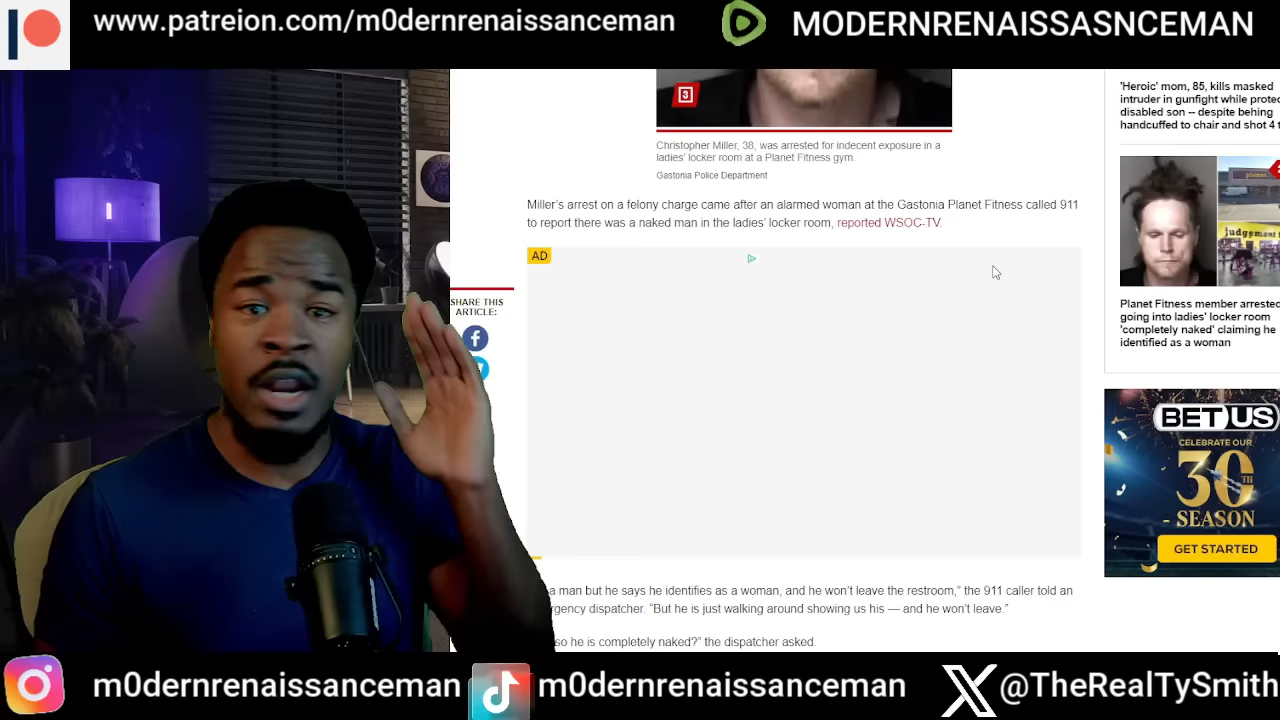 www.patreion.com/m0dernrenaissanceman
MODERNRENAISSASNCEMAN
3
Christopher Miller, 38, was arrested for indecent exposure in a
ladies' locker room at a Planet Fitness gym.
Gastonia Police Department
Miller's arrest on a felony charge came after an alarmed woman at the Gastonia Planet Fitness called 911
to report there was a naked man in the ladies' locker room, reported WSOC-TV.
AD
SHARE THIS
ARTICLE:
a man but he says he identifies as a woman, and he won't leave the restroom," the 911 caller told an
rgency dispatcher. "But he is just walking around showing us his — and he won't leave."
so he is completely naked?" the dispatcher asked.
'Heroic' mom, 85, kills masked
intruder in gunfight while protec
disabled son -- despite behing
handcuffed to chair and shot 4 t
judgement
Planet Fitness member arrested
going into ladies' locker room
'completely naked' claiming he
identified as a woman
BET US
CELEBRATE OUR
30TH
- SEASON
GET STARTED
m0dernrenaissanceman
m0dernrenaissanceman
@TheRealTySmith